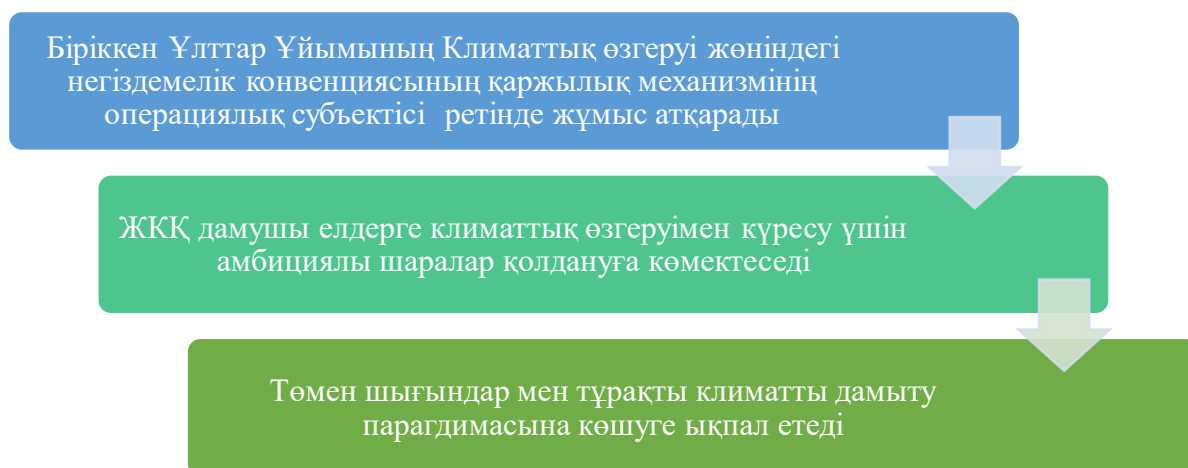 Біріккен Ұлттар Ұйымының Климаттық өзгеруі жөніндегі
негіздемелік конвенциясының қаржылық механизмінің
операциялық субъектісі ретінде жұмыс атқарады
ЖКҚ дамушы елдерге климаттық өзгеруімен күресу үшін
амбициялы шаралар қолдануға көмектеседі
Төмен шығындар мен тұрақты климатты дамыту
парагдимасына көшуге ықпал етеді